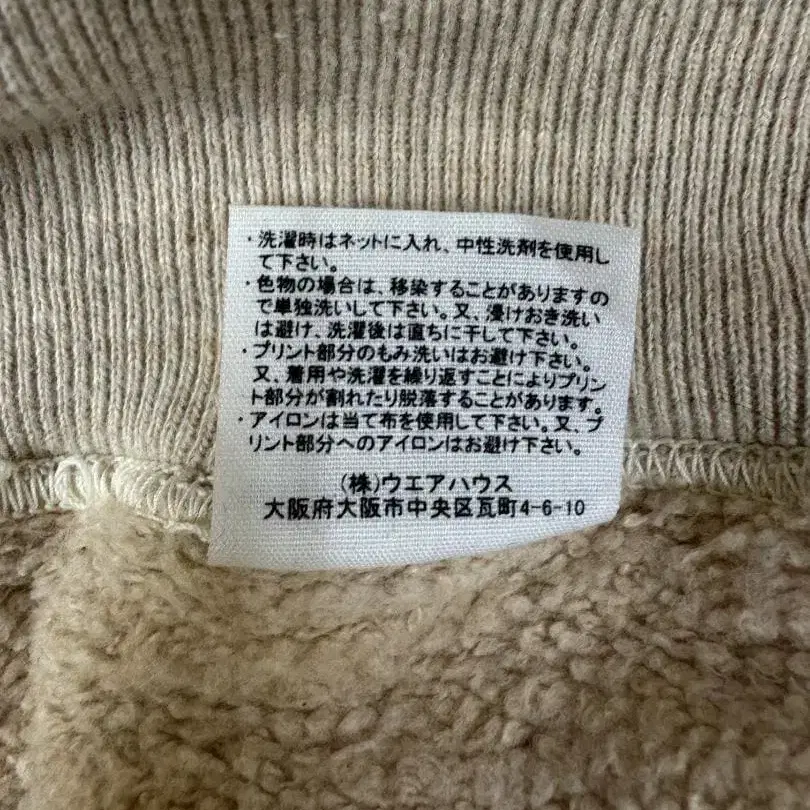 ・洗濯時はネットに入れ、中性洗剤を使用し
て下さい。
・色物の場合は、移染することがありますの
で単独洗いして下さい。又、浸けおき洗い
は避け、洗濯後は直ちに干して下さい。
・プリント部分のもみ洗いはお避け下さい。
又、着用や洗濯を繰り返すことによりプリン
ト部分が割れたり脱落することがあります。
・アイロンは当て布を使用して下さい。又、プ
リント部分へのアイロンはお避け下さい。
(株)ウエアハウス
大阪府大阪市中央区瓦町4-6-10